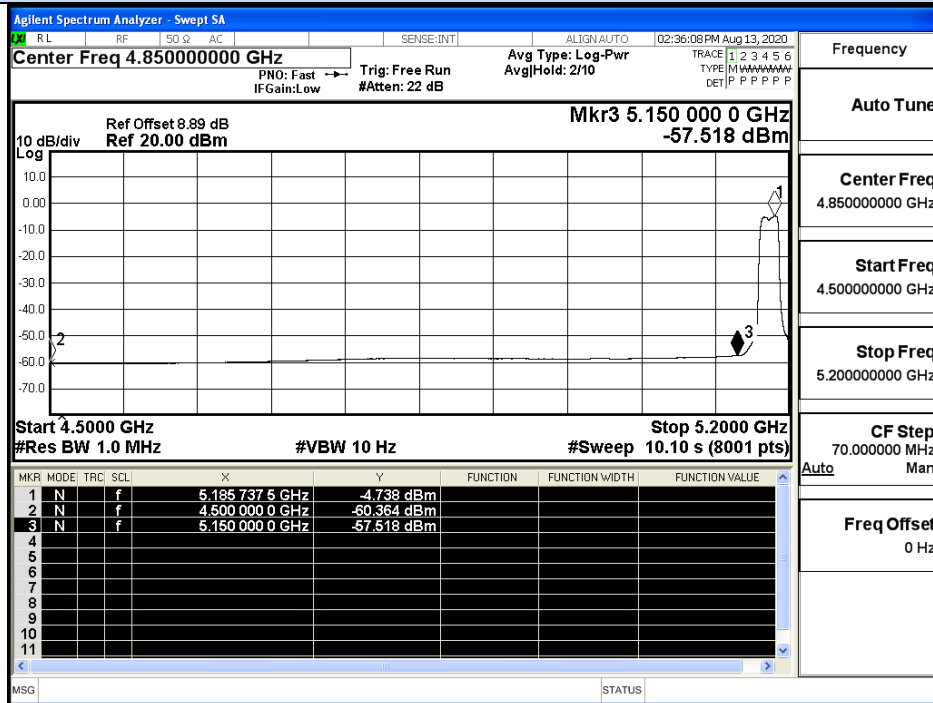 Agilent Spectrum Analyzer - Swept SA
LXI RL RF 50 Ω AC SENSE:INT ALIGNAUTO 02:36:08 PM Aug 13, 2020
Center Freq 4.850000000 GHz
PNO: Fast
IFGain:Low
Trig: Free Run
#Atten: 22 dB
Avg Type: Log-Pwr
Avg|Hold: 2/10
TRACE 1 2 3 4 5 6
TYPE M W W W W W
DET P P P P P P
Mkr3 5.150 000 0 GHz
-57.518 dBm
Ref Offset 8.89 dB
10 dB/div Ref 20.00 dBm
Log
10.0
0.00
-10.0
-20.0
-30.0
-40.0
-50.0
-60.0
-70.0
1
2
3
Start 4.5000 GHz Stop 5.2000 GHz
#Res BW 1.0 MHz #VBW 10 Hz #Sweep 10.10 s (8001 pts)
MKR MODE TRC SCL X Y FUNCTION FUNCTION WIDTH FUNCTION VALUE
1 N f 5.185 737 5 GHz -4.738 dBm
2 N f 4.500 000 0 GHz -60.364 dBm
3 N f 5.150 000 0 GHz -57.518 dBm
4
5
6
7
8
9
10
11
MSG STATUS
Frequency
Auto Tune
Center Freq
4.850000000 GHz
Start Freq
4.500000000 GHz
Stop Freq
5.200000000 GHz
CF Step
70.000000 MHz
Auto Man
Freq Offset
0 Hz